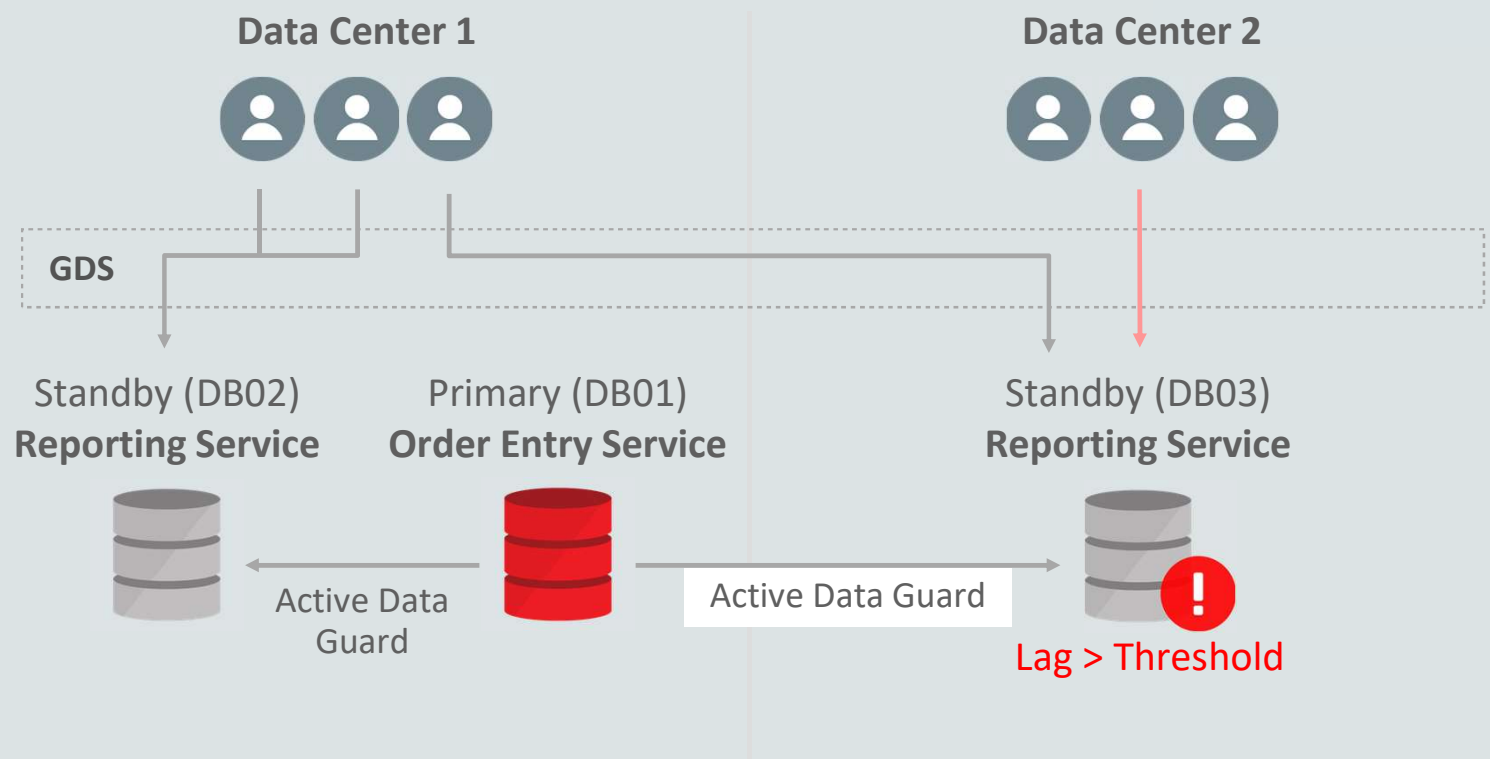 Data Center 1
Data Center 2
GDS
Standby (DB02)
Reporting Service
Primary (DB01)
Order Entry Service
Standby (DB03)
Reporting Service
Active Data
Guard
Active Data Guard
!
Lag > Threshold